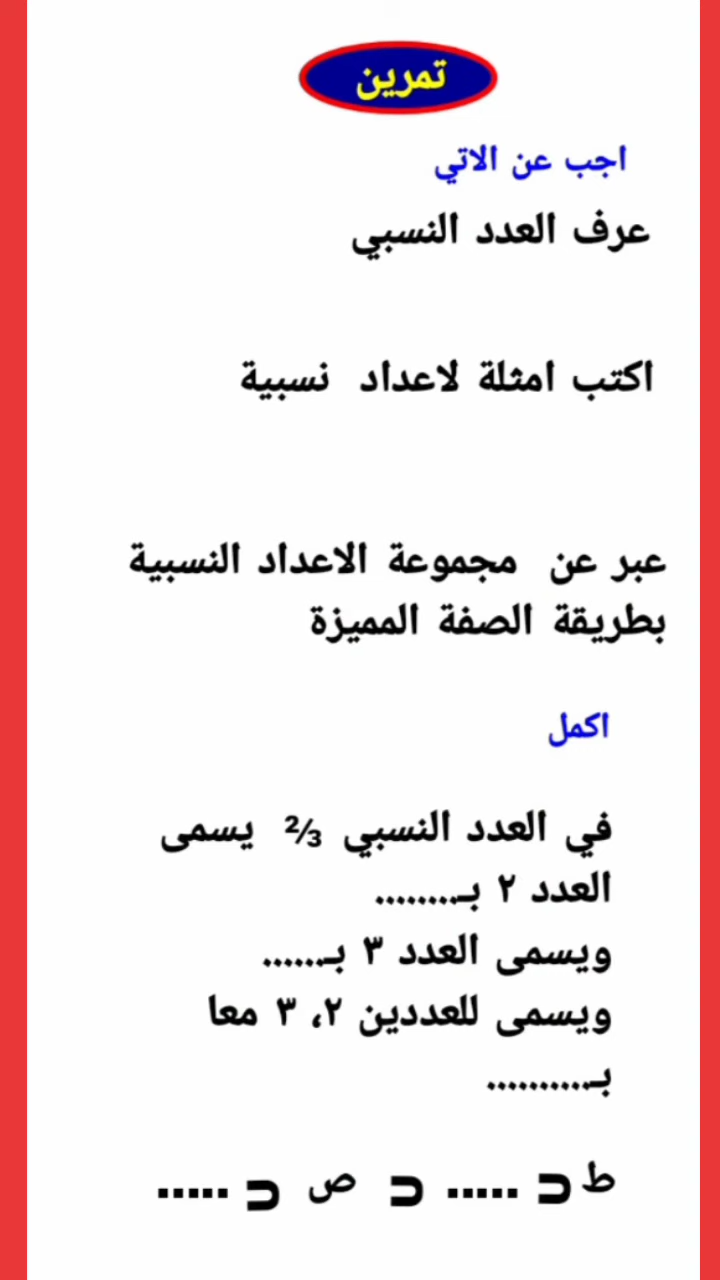 تمرين
اجب عن الاتي
عرف العدد النسبي
اكتب امثلة لاعداد نسبية
عبر عن مجموعة الاعداد النسبية
بطريقة الصفة المميزة
اكمل
في العدد النسبي ⅔ يسمى
العدد ٢ بـ........
ويسمى العدد ٣ بـ......
ويسمى للعددين ٢، ٣ معا
بـ..........
ط ⊂ ..... ⊂ ص ⊂ .....